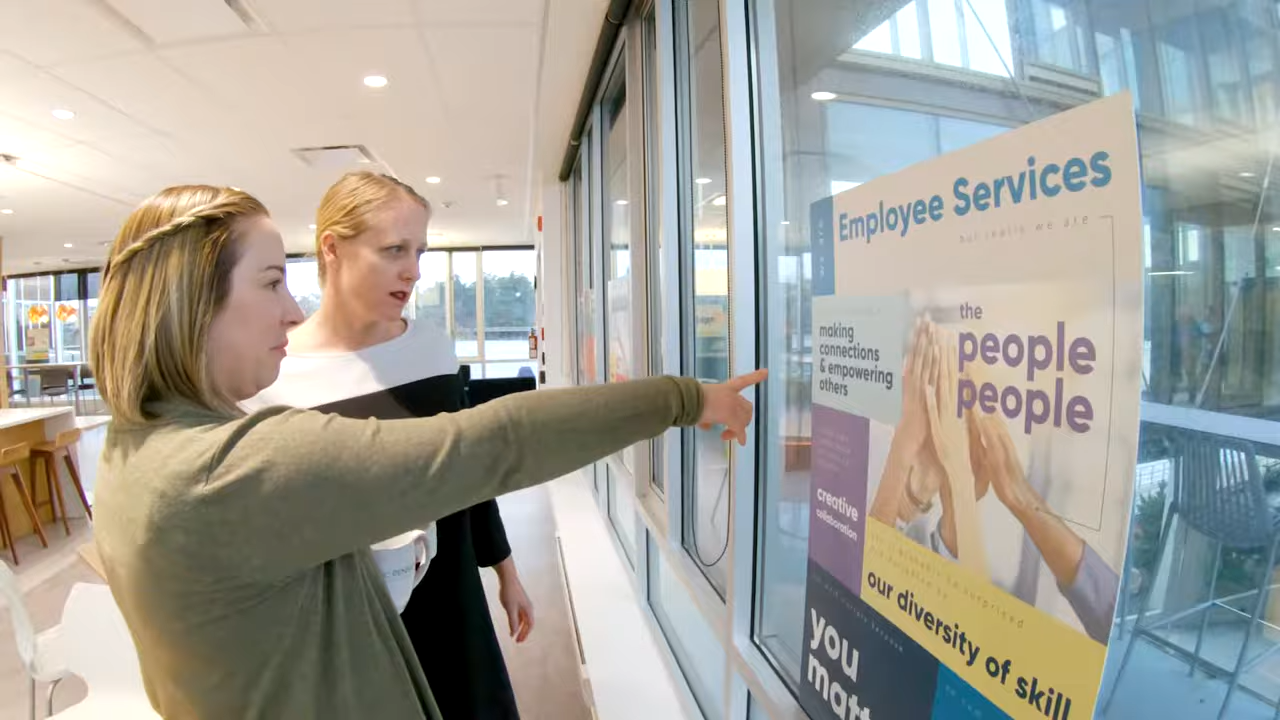 Employee Services
but really we are
the
people
people
making
connections
& empowering
others
creative
collaboration
our diversity of skill
you